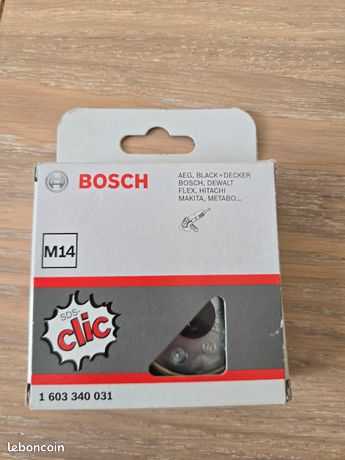 BOSCH
AEG, BLACK+DECKER
BOSCH, DEWALT
FLEX, HITACHI
MAKITA, METABO...
M14
SDS-
clic
1 603 340 031
leboncoin